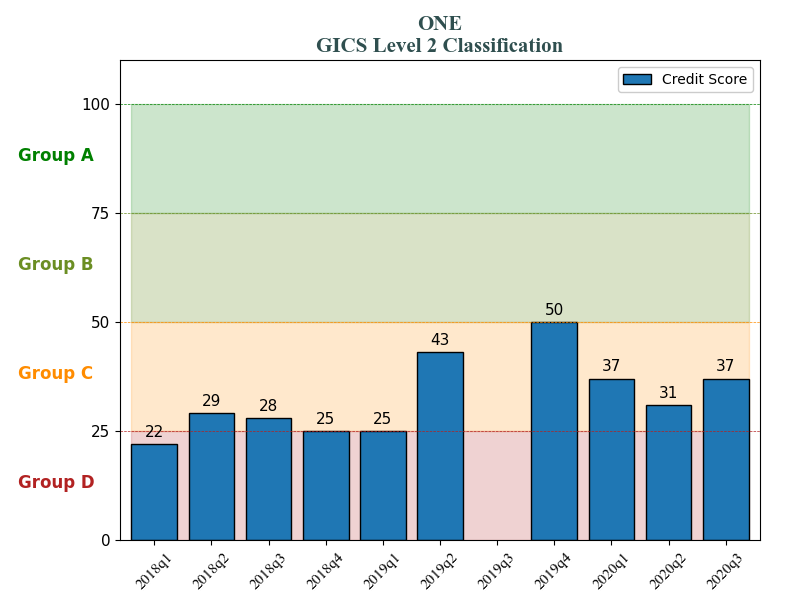 ONE
GICS Level 2 Classification
Credit Score
100
Group A
75
Group B
50
50
43
Group C
37
37
31
29
28
25
25
25
22
Group D
0
2018q1
2018q2
2018q3
2018q4
2019q1
2019q2
2019q3
2019q4
2020q1
2020q2
2020q3